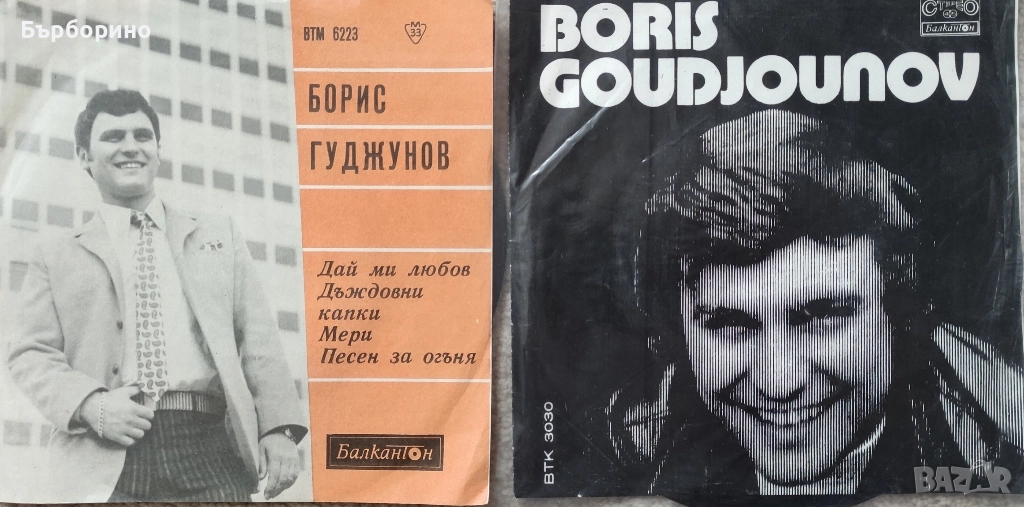 Бърборино
ВТМ 6223
М
33
БОРИС
ГУДЖУНОВ
Дай ми любов
Дъждовни
капки
Мери
Песен за огъня
Балкантон
BORIS
GOUDJOUNOV
СТЕРЕО
33
Балкантон
ВТК 3030
BAZAR